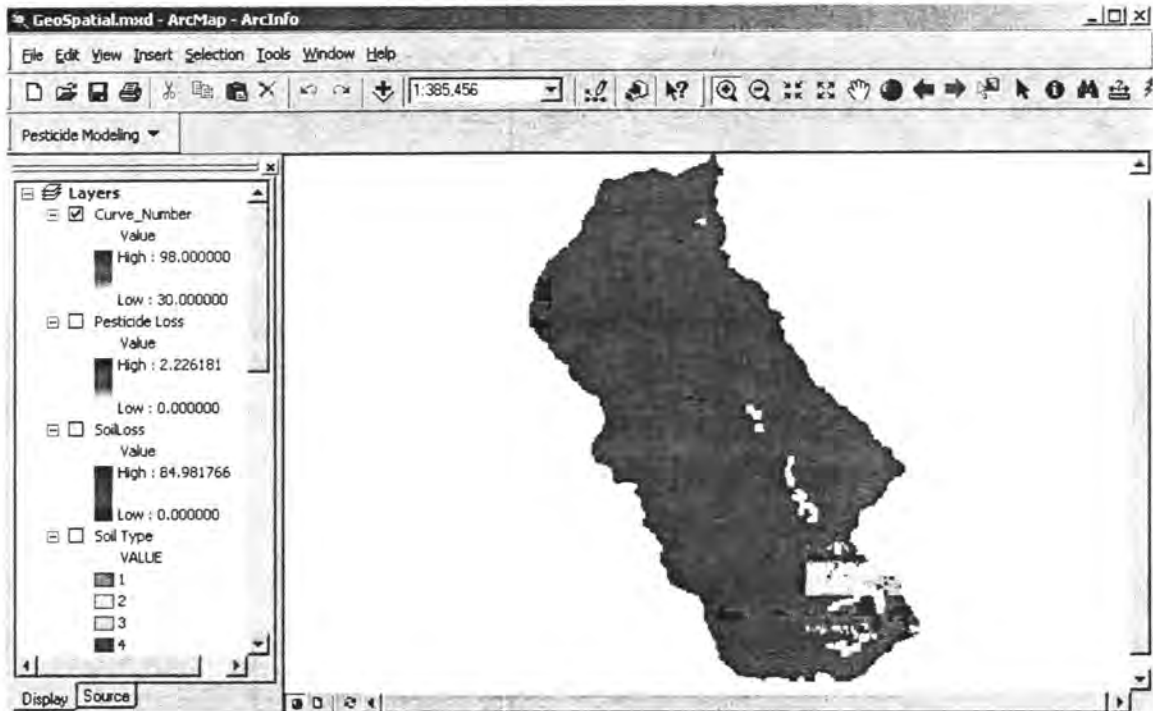 GeoSpatial.mxd - ArcMap - ArcInfo
File Edit View Insert Selection Tools Window Help
1:385,456
Pesticide Modeling
Layers
Curve_Number
Value
High : 98.000000
Low : 30.000000
Pesticide Loss
Value
High : 2.226181
Low : 0.000000
SoilLoss
Value
High : 84.981766
Low : 0.000000
Soil Type
VALUE
1
2
3
4
Display Source